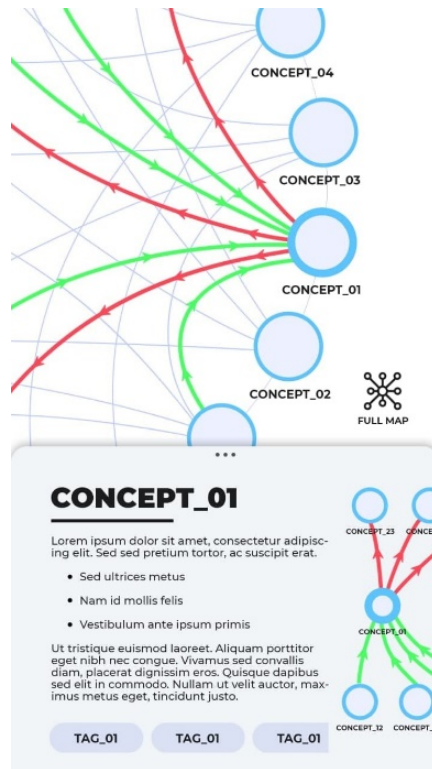 CONCEPT_04
CONCEPT_03
CONCEPT_01
CONCEPT_02
FULL MAP
CONCEPT_01
Lorem ipsum dolor sit amet, consectetur adipisc-
ing elit. Sed sed pretium tortor, ac suscipit erat.
• Sed ultrices metus
• Nam id mollis felis
• Vestibulum ante ipsum primis
Ut tristique euismod laoreet. Aliquam porttitor
eget nibh nec congue. Vivamus sed convallis
diam, placerat dignissim eros. Quisque dapibus
sed elit in commodo. Nullam ut velit auctor, max-
imus metus eget, tincidunt justo.
TAG_01
TAG_01
TAG_01
CONCEPT_23
CONCE
CONCEPT_01
CONCEPT_12
CONCEPT_